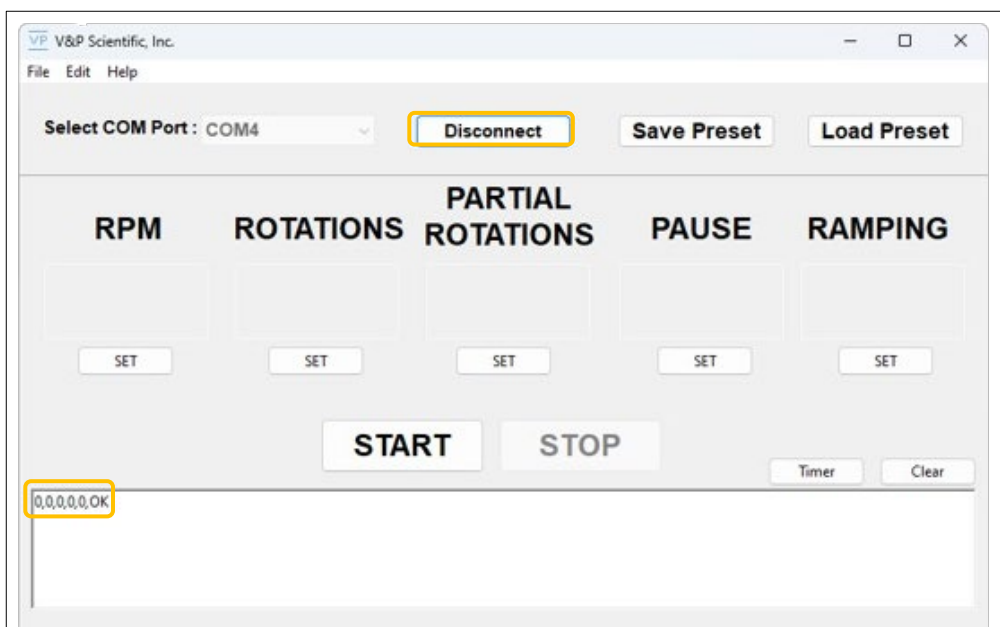 VP V&P Scientific, Inc.
File Edit Help
Select COM Port : COM4 Disconnect Save Preset Load Preset
RPM ROTATIONS PARTIAL ROTATIONS PAUSE RAMPING
SET SET SET SET SET
START STOP
Timer Clear
0,0,0,0,0,OK